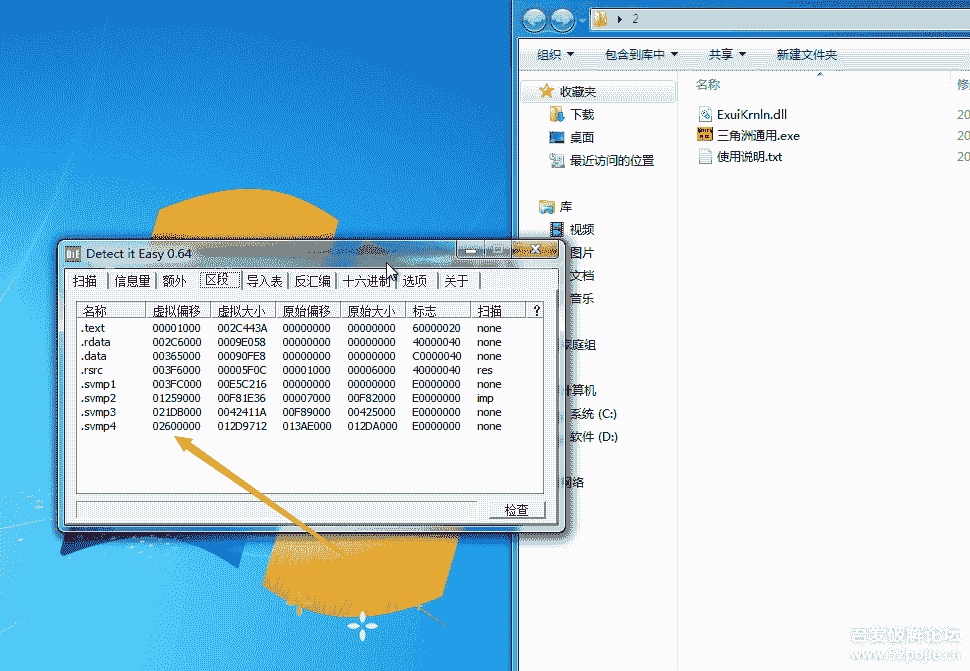 2
组织 包含到库中 共享 新建文件夹
收藏夹
下载
桌面
最近访问的位置
库
视频
图片
文档
音乐
家庭组
计算机
系统 (C:)
软件 (D:)
网络
名称 修
ExuiKrnln.dll 20
三角洲通用.exe 20
使用说明.txt 20
DiE Detect it Easy 0.64
扫描 信息量 额外 区段 导入表 反汇编 十六进制 选项 关于
名称 虚拟偏移 虚拟大小 原始偏移 原始大小 标志 扫描 ?
.text 00001000 002C443A 00000000 00000000 60000020 none
.rdata 002C6000 0009E058 00000000 00000000 40000040 none
.data 00365000 00090FE8 00000000 00000000 C0000040 none
.rsrc 003F6000 00005F0C 00001000 00006000 40000040 res
.svmp1 003FC000 00E5C216 00000000 00000000 E0000000 none
.svmp2 01259000 00F81E36 00007000 00F82000 E0000000 imp
.svmp3 021DB000 0042411A 00F89000 00425000 E0000000 none
.svmp4 02600000 012D9712 013AE000 012DA000 E0000000 none
检查
吾爱破解论坛
www.52pojie.cn